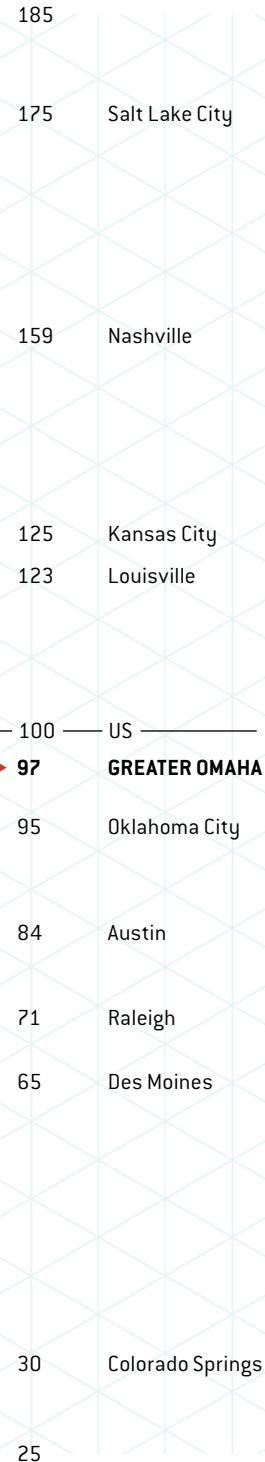 185
175 Salt Lake City
159 Nashville
125 Kansas City
123 Louisville
100 US
97 GREATER OMAHA
95 Oklahoma City
84 Austin
71 Raleigh
65 Des Moines
30 Colorado Springs
25